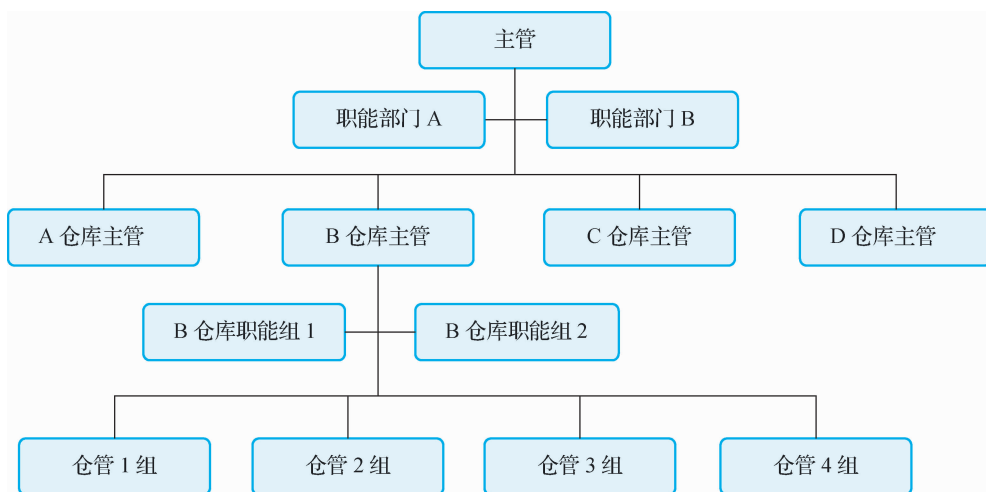 主管
职能部门 A
职能部门 B
A 仓库主管
B 仓库主管
C 仓库主管
D 仓库主管
B 仓库职能组 1
B 仓库职能组 2
仓管 1 组
仓管 2 组
仓管 3 组
仓管 4 组